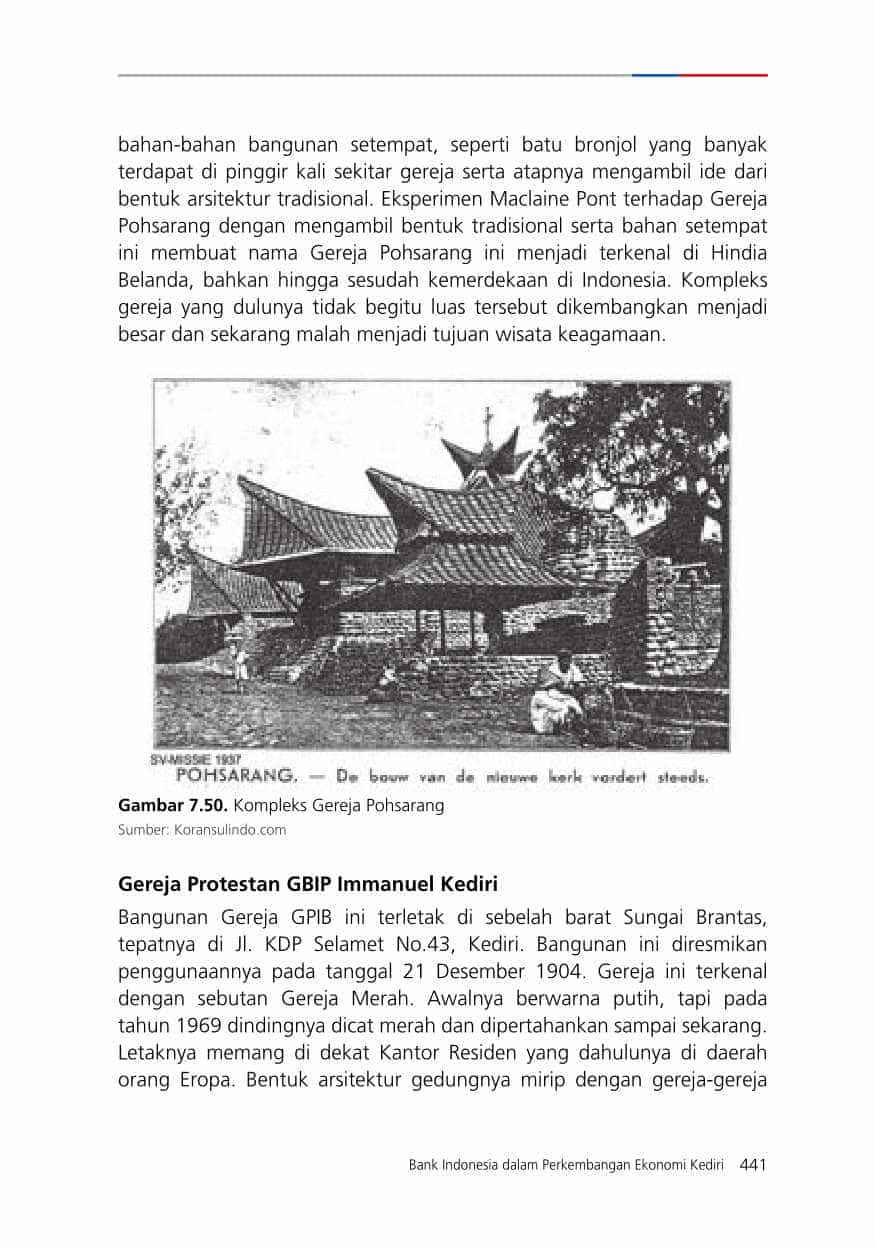 bahan-bahan bangunan setempat, seperti batu bronjol yang banyak
terdapat di pinggir kali sekitar gereja serta atapnya mengambil ide dari
bentuk arsitektur tradisional. Eksperimen Maclaine Pont terhadap Gereja
Pohsarang dengan mengambil bentuk tradisional serta bahan setempat
ini membuat nama Gereja Pohsarang ini menjadi terkenal di Hindia
Belanda, bahkan hingga sesudah kemerdekaan di Indonesia. Kompleks
gereja yang dulunya tidak begitu luas tersebut dikembangkan menjadi
besar dan sekarang malah menjadi tujuan wisata keagamaan.
SV-MISSIE 1937
POHSARANG. — De bouw van de nieuwe kerk vordert steeds.
Gambar 7.50. Kompleks Gereja Pohsarang
Sumber: Koransulindo.com
Gereja Protestan GBIP Immanuel Kediri
Bangunan Gereja GPIB ini terletak di sebelah barat Sungai Brantas,
tepatnya di Jl. KDP Selamet No.43, Kediri. Bangunan ini diresmikan
penggunaannya pada tanggal 21 Desember 1904. Gereja ini terkenal
dengan sebutan Gereja Merah. Awalnya berwarna putih, tapi pada
tahun 1969 dindingnya dicat merah dan dipertahankan sampai sekarang.
Letaknya memang di dekat Kantor Residen yang dahulunya di daerah
orang Eropa. Bentuk arsitektur gedungnya mirip dengan gereja-gereja
Bank Indonesia dalam Perkembangan Ekonomi Kediri 441